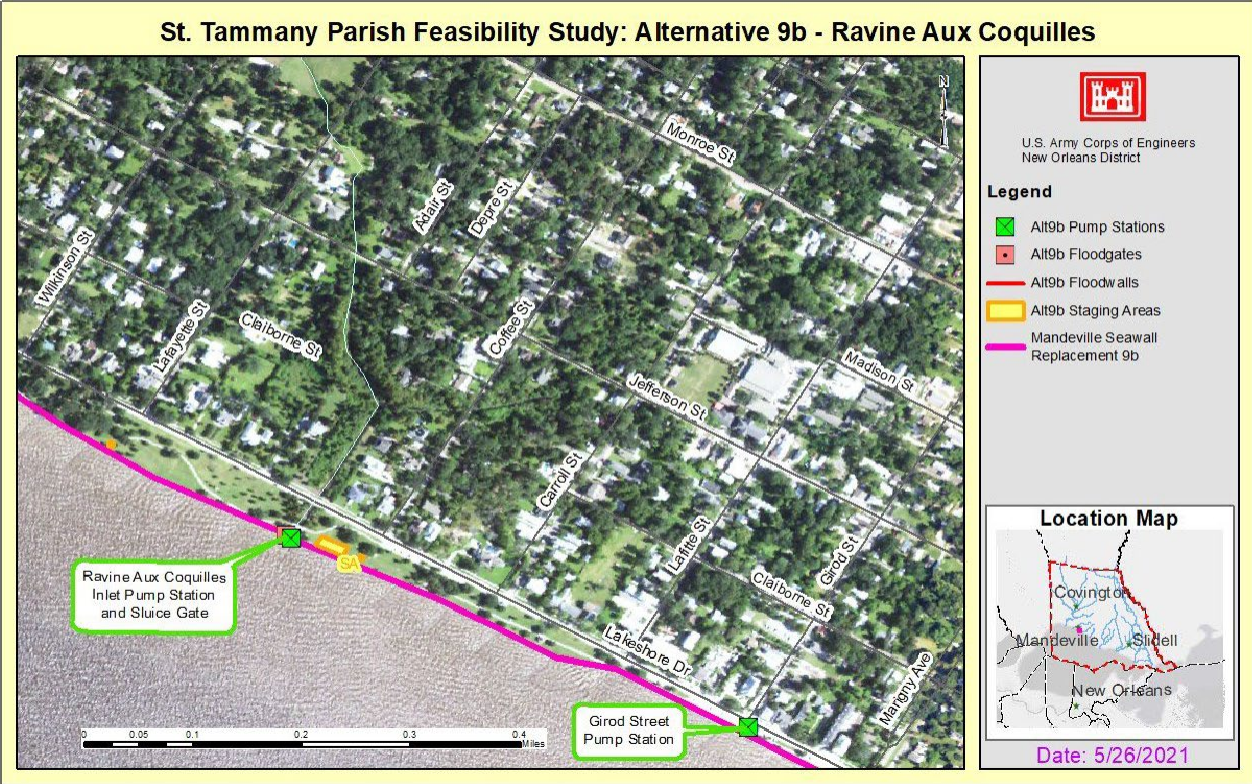 St. Tammany Parish Feasibility Study: Alternative 9b - Ravine Aux Coquilles
N
Monroe St
Adair St
Depre St
Wilkinson St
Lafayette St
Claiborne St
Coffee St
Jefferson St
Madison St
Carroll St
Lafitte St
Girod St
Claiborne St
Lakeshore Dr
Marigny Ave
SA
Ravine Aux Coquilles
Inlet Pump Station
and Sluice Gate
Girod Street
Pump Station
0 0.05 0.1 0.2 0.3 0.4
Miles
U.S. Army Corps of Engineers
New Orleans District
Legend
Alt9b Pump Stations
Alt9b Floodgates
Alt9b Floodwalls
Alt9b Staging Areas
Mandeville Seawall
Replacement 9b
Location Map
Covington
Mandeville
Slidell
New Orleans
Date: 5/26/2021